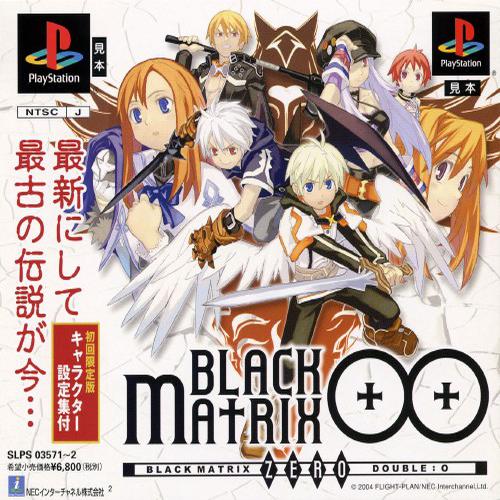 PlayStation
見本
NTSC J
最新にして
最古の伝説が今…
初回限定版
キャラクター
設定集付
SLPS 03571~2
希望小売価格¥6,800(税別)
NECインターチャネル株式会社 2
PlayStation
見本
BLACK
MATRIX OO
BLACK MATRIX ZERO DOUBLE:O
© 2004 FLIGHT-PLAN/NEC Interchannel,Ltd.